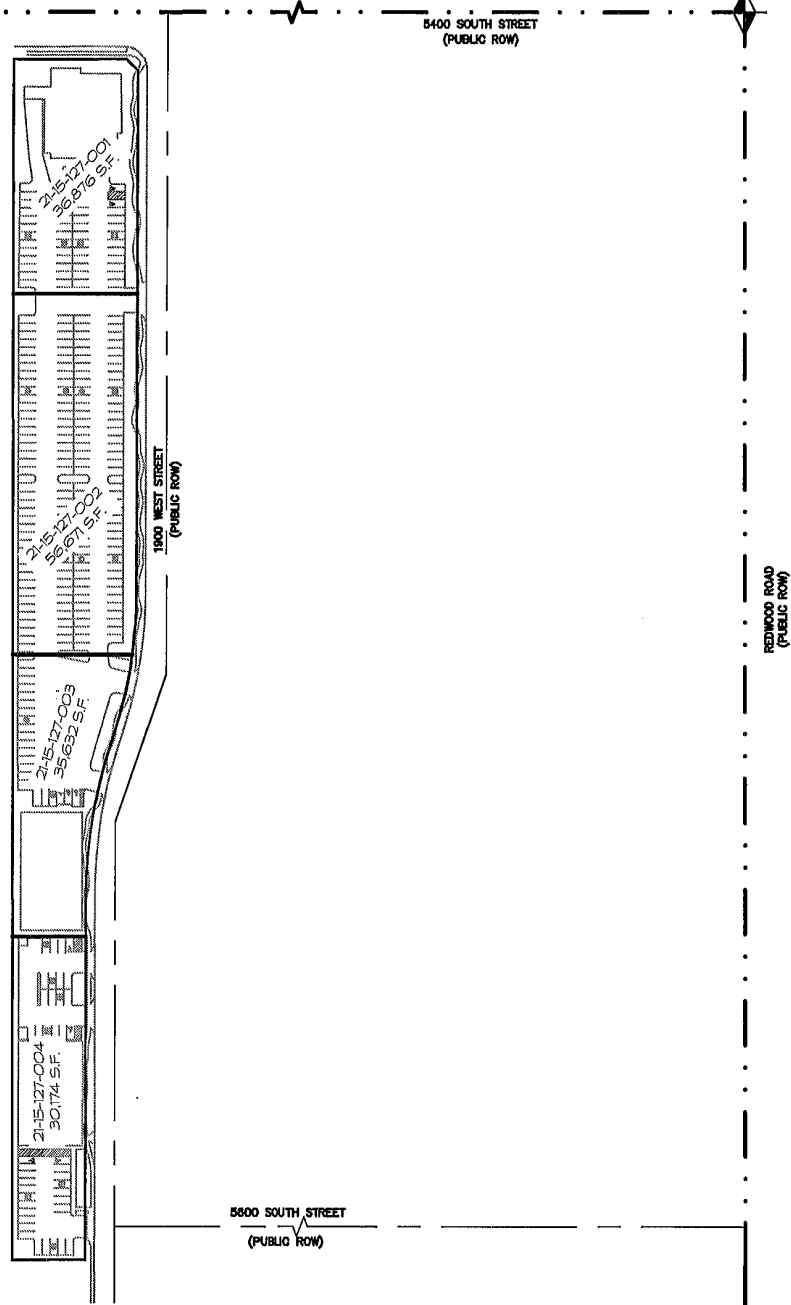 5400 SOUTH STREET
(PUBLIC ROW)
21-15-127-001
36,876 S.F.
1900 WEST STREET
(PUBLIC ROW)
21-15-127-002
56,671 S.F.
REDWOOD ROAD
(PUBLIC ROW)
21-15-127-003
35,632 S.F.
21-15-127-004
30,174 S.F.
5600 SOUTH STREET
(PUBLIC ROW)